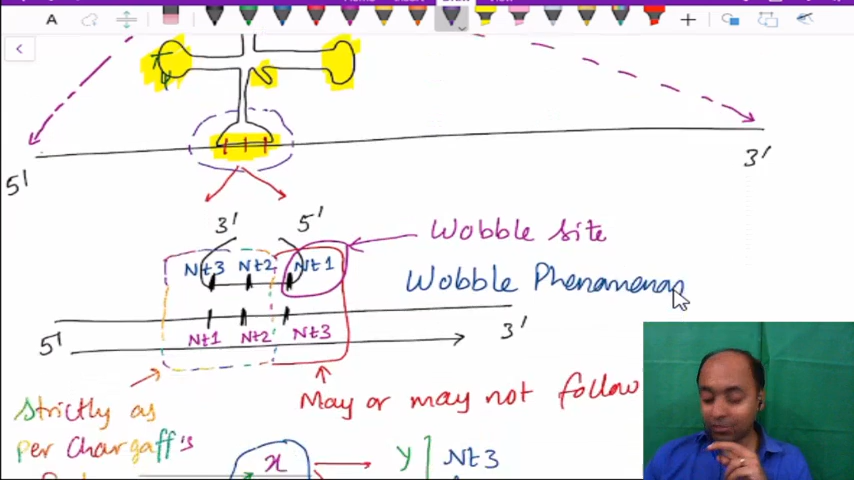 A
5'
3'
3' 5'
Wobble site
Nt3 Nt2 Nt1
Wobble Phenomenan
5' Nt1 Nt2 Nt3 3'
Strictly as
May or may not follow
per Chargaff's
x y Nt3